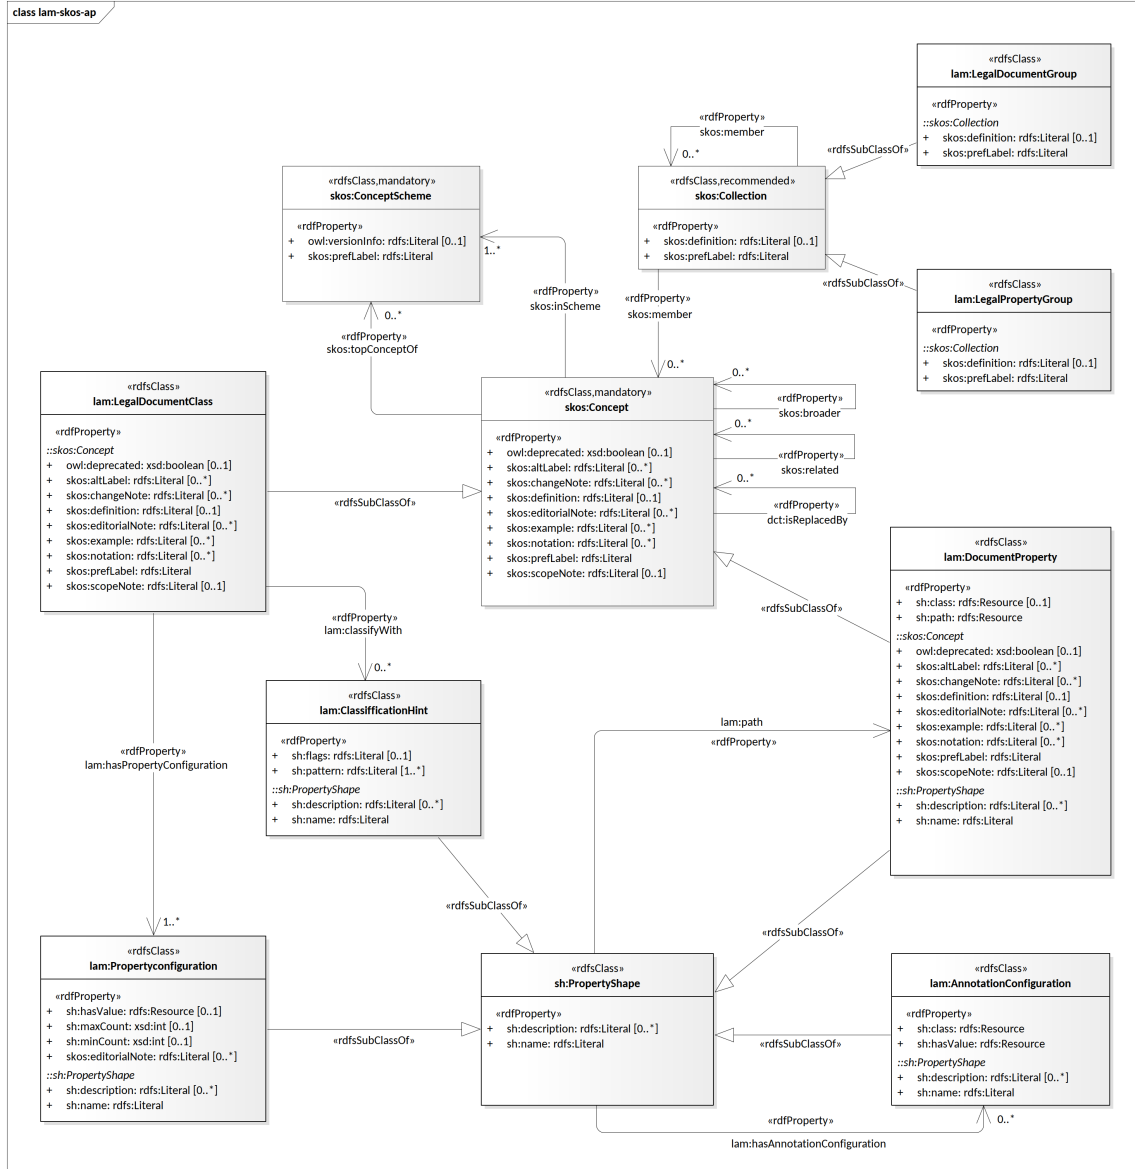 class lam-skos-ap
«rdfsClass»
lam:LegalDocumentGroup
«rdfProperty»
::skos:Collection
+ skos:definition: rdfs:Literal [0..1]
+ skos:prefLabel: rdfs:Literal
«rdfProperty»
skos:member
0..*
«rdfsSubClassOf»
«rdfsClass,mandatory»
skos:ConceptScheme
«rdfProperty»
+ owl:versionInfo: rdfs:Literal [0..1]
+ skos:prefLabel: rdfs:Literal
«rdfsClass,recommended»
skos:Collection
«rdfProperty»
+ skos:definition: rdfs:Literal [0..1]
+ skos:prefLabel: rdfs:Literal
1..*
«rdfsSubClassOf»
«rdfsClass»
lam:LegalPropertyGroup
«rdfProperty»
::skos:Collection
+ skos:definition: rdfs:Literal [0..1]
+ skos:prefLabel: rdfs:Literal
«rdfProperty»
skos:inScheme
«rdfProperty»
skos:member
0..*
0..*
«rdfProperty»
skos:topConceptOf
«rdfsClass»
lam:LegalDocumentClass
«rdfProperty»
::skos:Concept
+ owl:deprecated: xsd:boolean [0..1]
+ skos:altLabel: rdfs:Literal [0..*]
+ skos:changeNote: rdfs:Literal [0..*]
+ skos:definition: rdfs:Literal [0..1]
+ skos:editorialNote: rdfs:Literal [0..*]
+ skos:example: rdfs:Literal [0..*]
+ skos:notation: rdfs:Literal [0..*]
+ skos:prefLabel: rdfs:Literal
+ skos:scopeNote: rdfs:Literal [0..1]
«rdfsSubClassOf»
«rdfsClass,mandatory»
skos:Concept
«rdfProperty»
+ owl:deprecated: xsd:boolean [0..1]
+ skos:altLabel: rdfs:Literal [0..*]
+ skos:changeNote: rdfs:Literal [0..*]
+ skos:definition: rdfs:Literal [0..1]
+ skos:editorialNote: rdfs:Literal [0..*]
+ skos:example: rdfs:Literal [0..*]
+ skos:notation: rdfs:Literal [0..*]
+ skos:prefLabel: rdfs:Literal
+ skos:scopeNote: rdfs:Literal [0..1]
0..*
«rdfProperty»
skos:broader
0..*
«rdfProperty»
skos:related
0..*
«rdfProperty»
dct:isReplacedBy
«rdfsSubClassOf»
«rdfsClass»
lam:DocumentProperty
«rdfProperty»
+ sh:class: rdfs:Resource [0..1]
+ sh:path: rdfs:Resource
::skos:Concept
+ owl:deprecated: xsd:boolean [0..1]
+ skos:altLabel: rdfs:Literal [0..*]
+ skos:changeNote: rdfs:Literal [0..*]
+ skos:definition: rdfs:Literal [0..1]
+ skos:editorialNote: rdfs:Literal [0..*]
+ skos:example: rdfs:Literal [0..*]
+ skos:notation: rdfs:Literal [0..*]
+ skos:prefLabel: rdfs:Literal
+ skos:scopeNote: rdfs:Literal [0..1]
::sh:PropertyShape
+ sh:description: rdfs:Literal [0..*]
+ sh:name: rdfs:Literal
«rdfProperty»
lam:classifyWith
0..*
«rdfsClass»
lam:ClassifficationHint
«rdfProperty»
+ sh:flags: rdfs:Literal [0..1]
+ sh:pattern: rdfs:Literal [1..*]
::sh:PropertyShape
+ sh:description: rdfs:Literal [0..*]
+ sh:name: rdfs:Literal
lam:path
«rdfProperty»
«rdfProperty»
lam:hasPropertyConfiguration
1..*
«rdfsSubClassOf»
«rdfsSubClassOf»
«rdfsClass»
lam:Propertyconfiguration
«rdfProperty»
+ sh:hasValue: rdfs:Resource [0..1]
+ sh:maxCount: xsd:int [0..1]
+ sh:minCount: xsd:int [0..1]
+ skos:editorialNote: rdfs:Literal [0..*]
::sh:PropertyShape
+ sh:description: rdfs:Literal [0..*]
+ sh:name: rdfs:Literal
«rdfsSubClassOf»
«rdfsClass»
sh:PropertyShape
«rdfProperty»
+ sh:description: rdfs:Literal [0..*]
+ sh:name: rdfs:Literal
«rdfsSubClassOf»
«rdfsClass»
lam:AnnotationConfiguration
«rdfProperty»
+ sh:class: rdfs:Resource
+ sh:hasValue: rdfs:Resource
::sh:PropertyShape
+ sh:description: rdfs:Literal [0..*]
+ sh:name: rdfs:Literal
«rdfProperty»
0..*
lam:hasAnnotationConfiguration